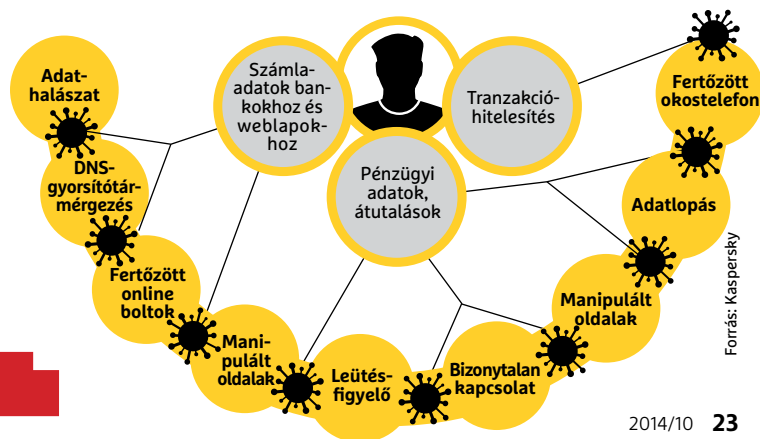 Adat-
halászat
DNS-
gyorsítótár-
mérgezés
Fertőzött
online
boltok
Mani-
pulált
oldalak
Leütés-
figyelő
Bizonytalan
kapcsolat
Manipulált
oldalak
Adatlopás
Fertőzött
okostelefon
Számla-
adatok ban-
kokhoz és
weblapok-
hoz
Tranzakció-
hitelesítés
Pénzügyi
adatok,
átutalások
Forrás: Kaspersky
2014/10 23